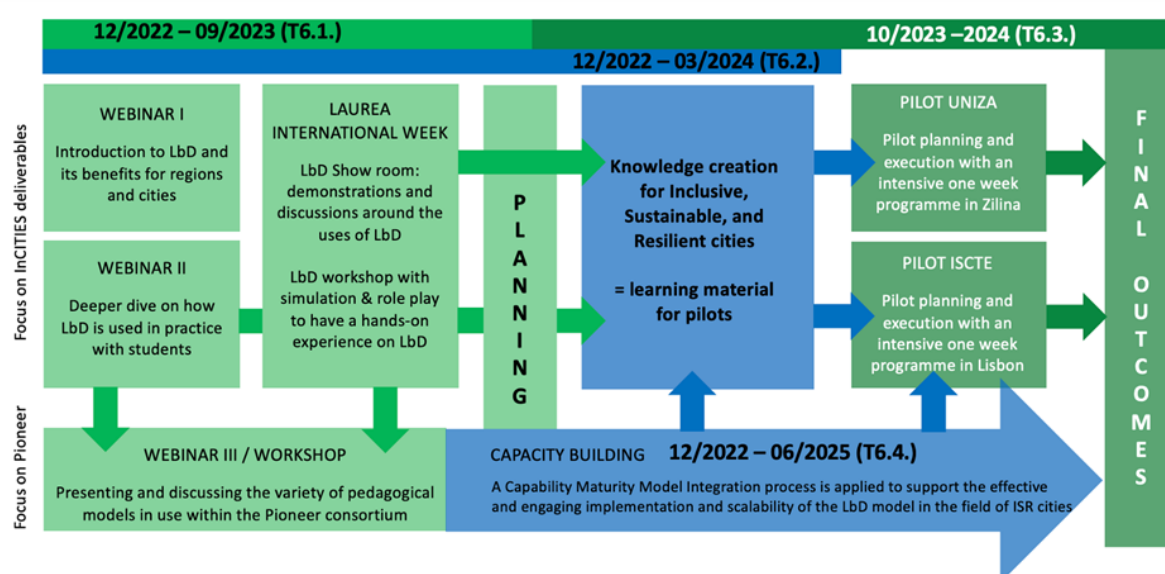 12/2022 – 09/2023 (T6.1.)
10/2023 –2024 (T6.3.)
12/2022 – 03/2024 (T6.2.)
Focus on InCITIES deliverables
WEBINAR I
Introduction to LbD and
its benefits for regions
and cities
WEBINAR II
Deeper dive on how
LbD is used in practice
with students
LAUREA
INTERNATIONAL WEEK
LbD Show room:
demonstrations and
discussions around the
uses of LbD
LbD workshop with
simulation & role play
to have a hands-on
experience on LbD
PLANNING
Knowledge creation
for Inclusive,
Sustainable, and
Resilient cities
= learning material
for pilots
PILOT UNIZA
Pilot planning and
execution with an
intensive one week
programme in Zilina
PILOT ISCTE
Pilot planning and
execution with an
intensive one week
programme in Lisbon
FINAL OUTCOMES
Focus on Pioneer
WEBINAR III / WORKSHOP
Presenting and discussing the variety of pedagogical
models in use within the Pioneer consortium
CAPACITY BUILDING 12/2022 – 06/2025 (T6.4.)
A Capability Maturity Model Integration process is applied to support the effective
and engaging implementation and scalability of the LbD model in the field of ISR cities